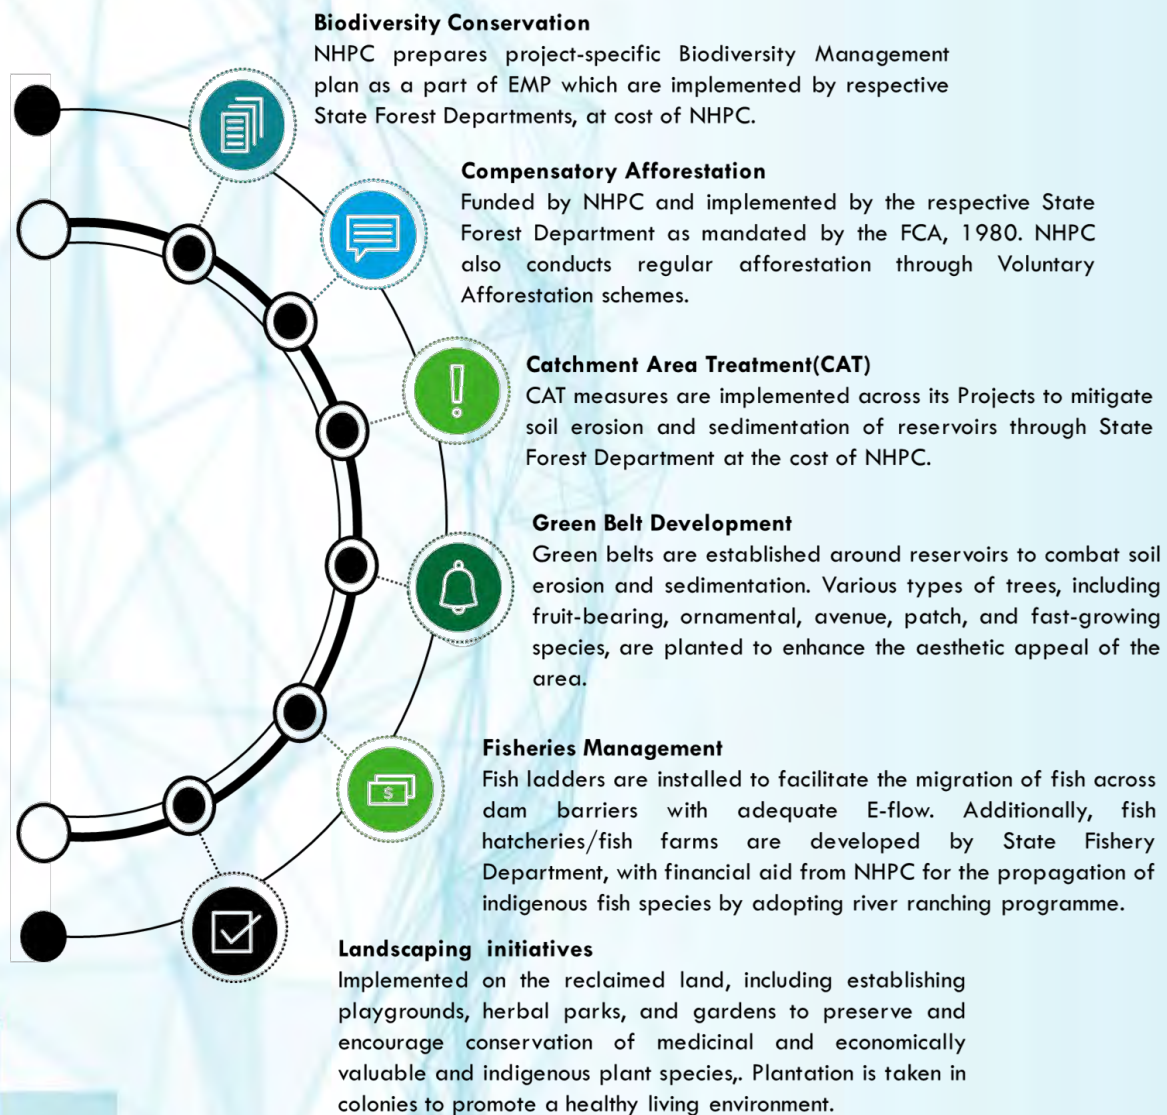 Biodiversity Conservation
NHPC prepares project-specific Biodiversity Management
plan as a part of EMP which are implemented by respective
State Forest Departments, at cost of NHPC.
Compensatory Afforestation
Funded by NHPC and implemented by the respective State
Forest Department as mandated by the FCA, 1980. NHPC
also conducts regular afforestation through Voluntary
Afforestation schemes.
Catchment Area Treatment(CAT)
CAT measures are implemented across its Projects to mitigate
soil erosion and sedimentation of reservoirs through State
Forest Department at the cost of NHPC.
Green Belt Development
Green belts are established around reservoirs to combat soil
erosion and sedimentation. Various types of trees, including
fruit-bearing, ornamental, avenue, patch, and fast-growing
species, are planted to enhance the aesthetic appeal of the
area.
Fisheries Management
Fish ladders are installed to facilitate the migration of fish across
dam barriers with adequate E-flow. Additionally, fish
hatcheries/fish farms are developed by State Fishery
Department, with financial aid from NHPC for the propagation of
indigenous fish species by adopting river ranching programme.
Landscaping initiatives
Implemented on the reclaimed land, including establishing
playgrounds, herbal parks, and gardens to preserve and
encourage conservation of medicinal and economically
valuable and indigenous plant species,. Plantation is taken in
colonies to promote a healthy living environment.